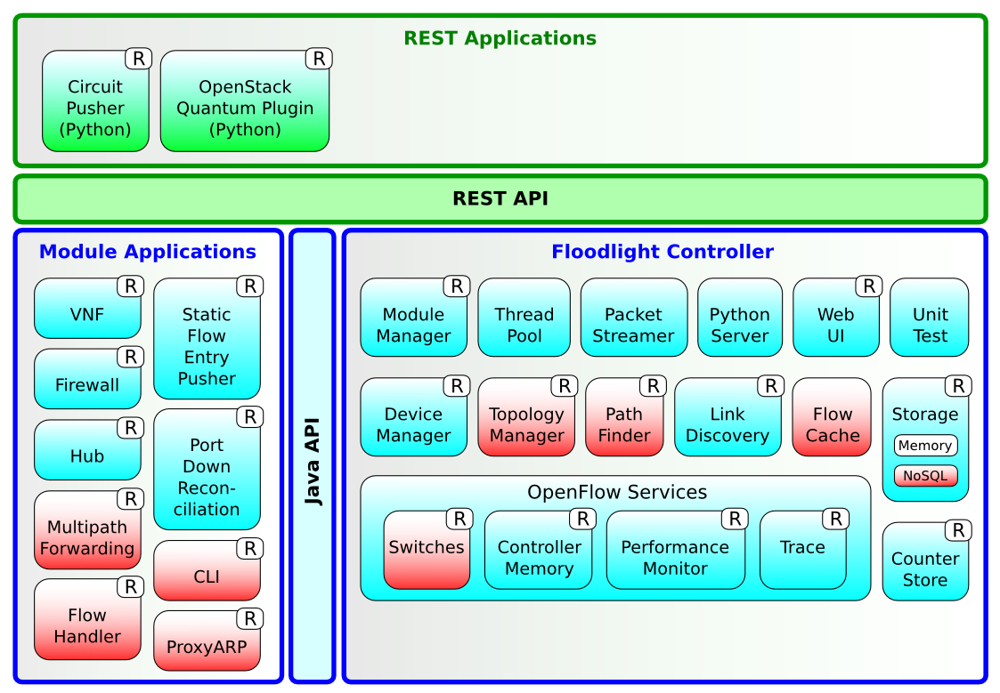 REST Applications
R
Circuit
Pusher
(Python)
R
OpenStack
Quantum Plugin
(Python)
REST API
Module Applications
R
VNF
R
Static
Flow
Entry
Pusher
R
Firewall
R
Hub
R
Port
Down
Recon-
ciliation
R
Multipath
Forwarding
R
CLI
R
Flow
Handler
R
ProxyARP
Java API
Floodlight Controller
R
Module
Manager
Thread
Pool
Packet
Streamer
Python
Server
R
Web
UI
Unit
Test
R
Device
Manager
R
Topology
Manager
R
Path
Finder
R
Link
Discovery
Flow
Cache
R
Storage
Memory
NoSQL
OpenFlow Services
R
Switches
R
Controller
Memory
R
Performance
Monitor
R
Trace
R
Counter
Store